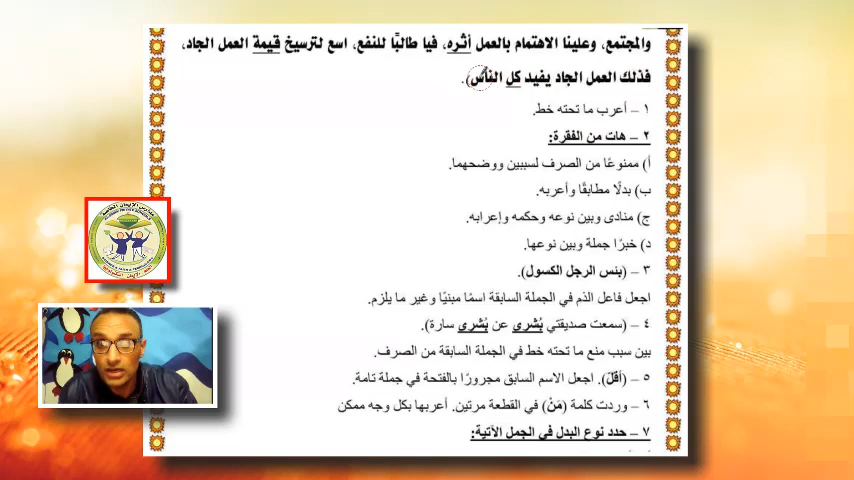 والمجتمع، وعلينا الاهتمام بالعمل أثره، فيا طالبًا للنفع، اسع لترسيخ قيمة العمل الجاد،
فذلك العمل الجاد يفيد كل الناس).
١ – أعرب ما تحته خط.
٢ – هات من الفقرة:
أ) ممنوعًا من الصرف لسببين ووضحهما.
ب) بدلًا مطابقًا وأعربه.
ج) منادى وبين نوعه وحكمه وإعرابه.
د) خبرًا جملة وبين نوعها.
٣ – (بئس الرجل الكسول).
اجعل فاعل الذم في الجملة السابقة اسمًا مبنيًا وغير ما يلزم.
٤ – (سمعت صديقتي بُشرى عن بُشرى سارة).
بين سبب منع ما تحته خط في الجملة السابقة من الصرف.
٥ – (أقلّ). اجعل الاسم السابق مجرورًا بالفتحة في جملة تامة.
٦ – وردت كلمة (مَنْ) في القطعة مرتين. أعربها بكل وجه ممكن
٧ – حدد نوع البدل في الجمل الآتية: